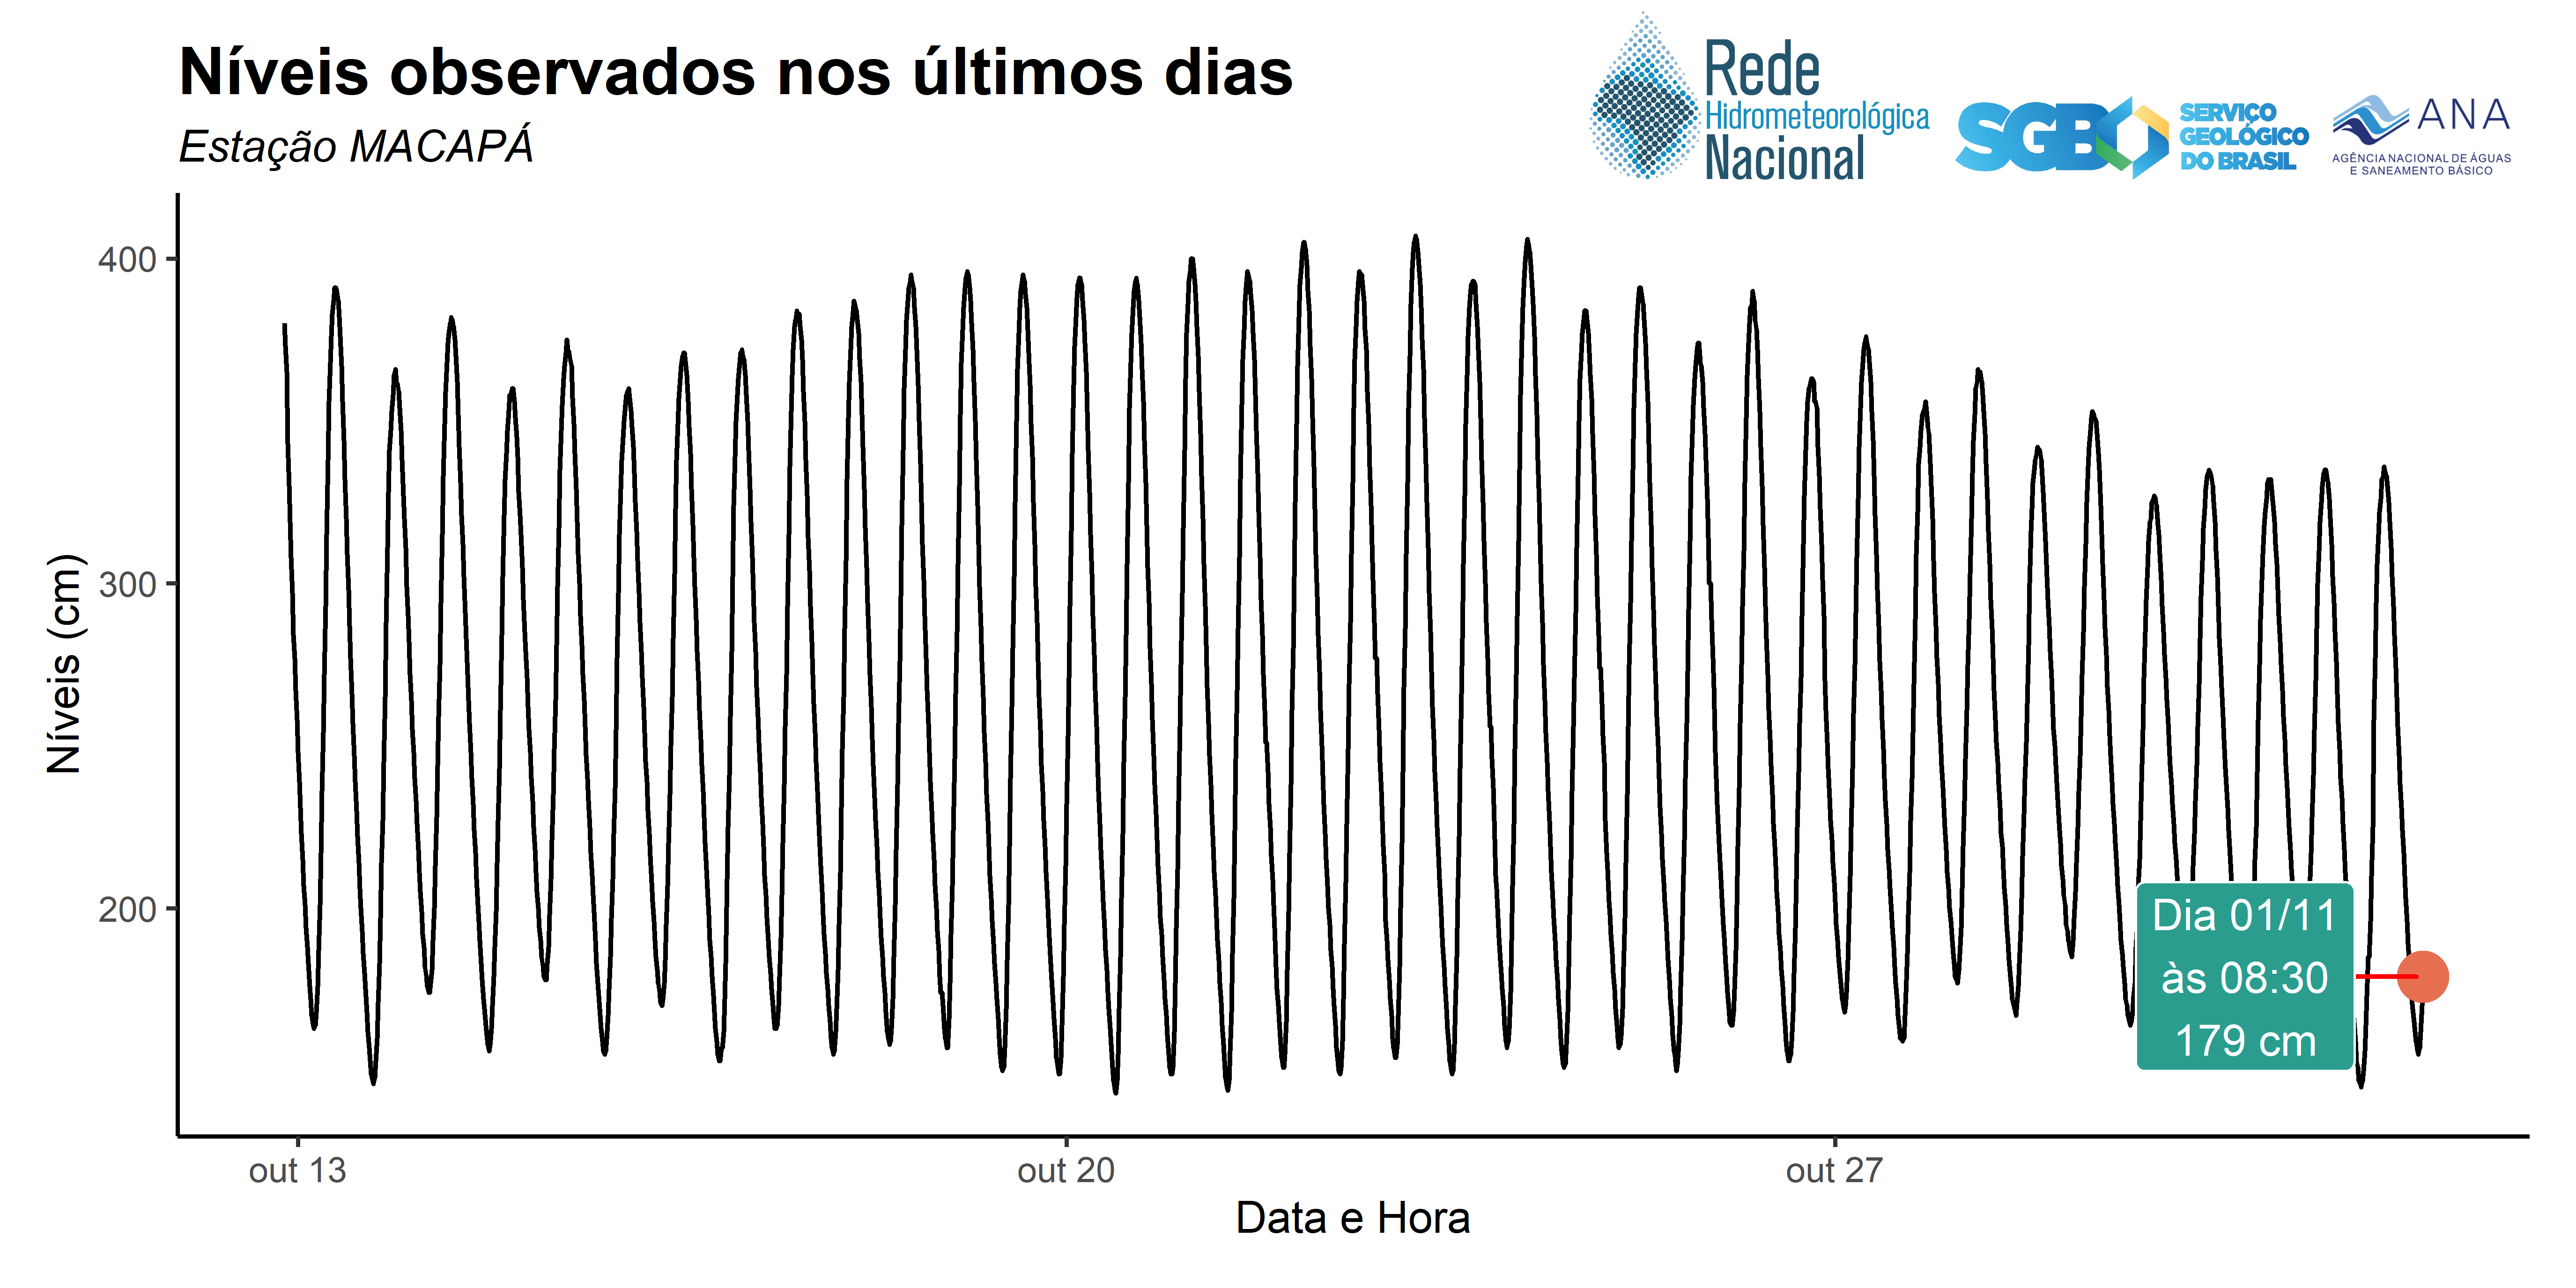 Níveis observados nos últimos dias
Estação MACAPÁ
Rede
Hidrometeorológica
Nacional
SGB
SERVIÇO
GEOLÓGICO
DO BRASIL
ANA
AGÊNCIA NACIONAL DE ÁGUAS
E SANEAMENTO BÁSICO
Níveis (cm)
400
300
200
Dia 01/11
às 08:30
179 cm
out 13
out 20
out 27
Data e Hora